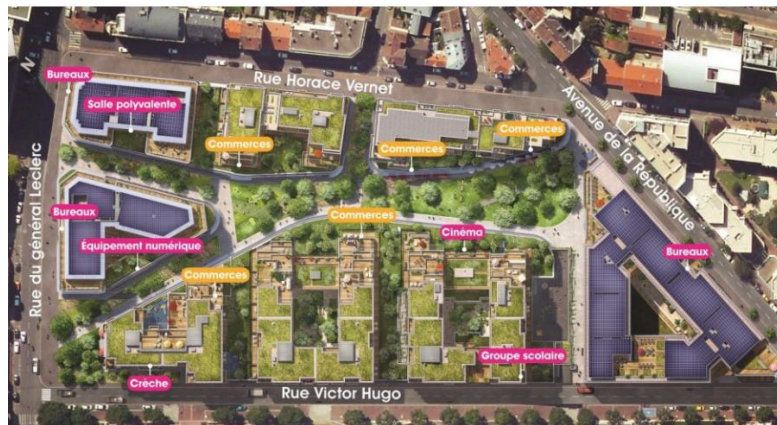 Rue Horace Vernet
Bureaux
Salle polyvalente
Commerces
Commerces
Commerces
Avenue de la République
N
Rue du général Leclerc
Bureaux
Équipement numérique
Commerces
Commerces
Cinéma
Bureaux
Groupe scolaire
Crèche
Rue Victor Hugo